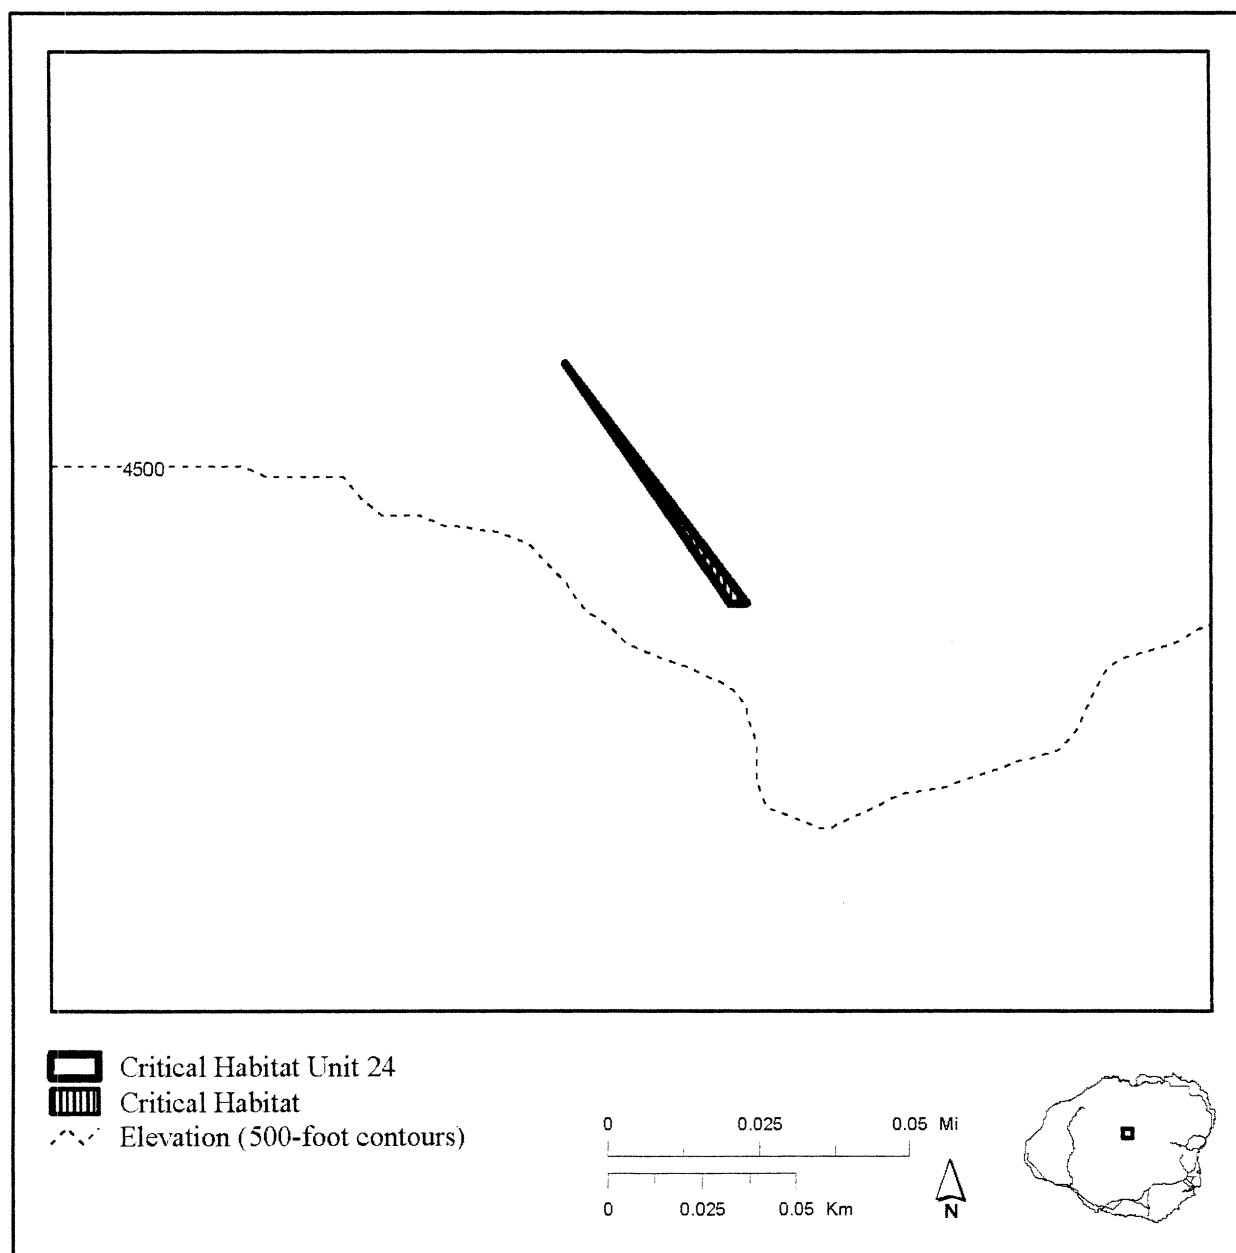 4500
Critical Habitat Unit 24
Critical Habitat
Elevation (500-foot contours)
0 0.025 0.05 Mi
0 0.025 0.05 Km
N